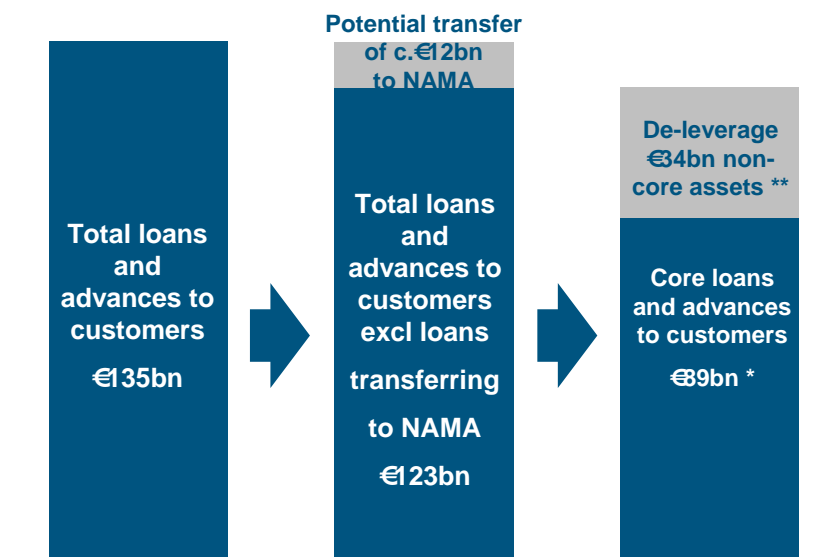 Total loans
and
advances to
customers
€135bn
Potential transfer
of c.€12bn
to NAMA
Total loans
and
advances to
customers
excl loans
transferring
to NAMA
€123bn
De-leverage
€34bn non-
core assets **
Core loans
and advances
to customers
€89bn *